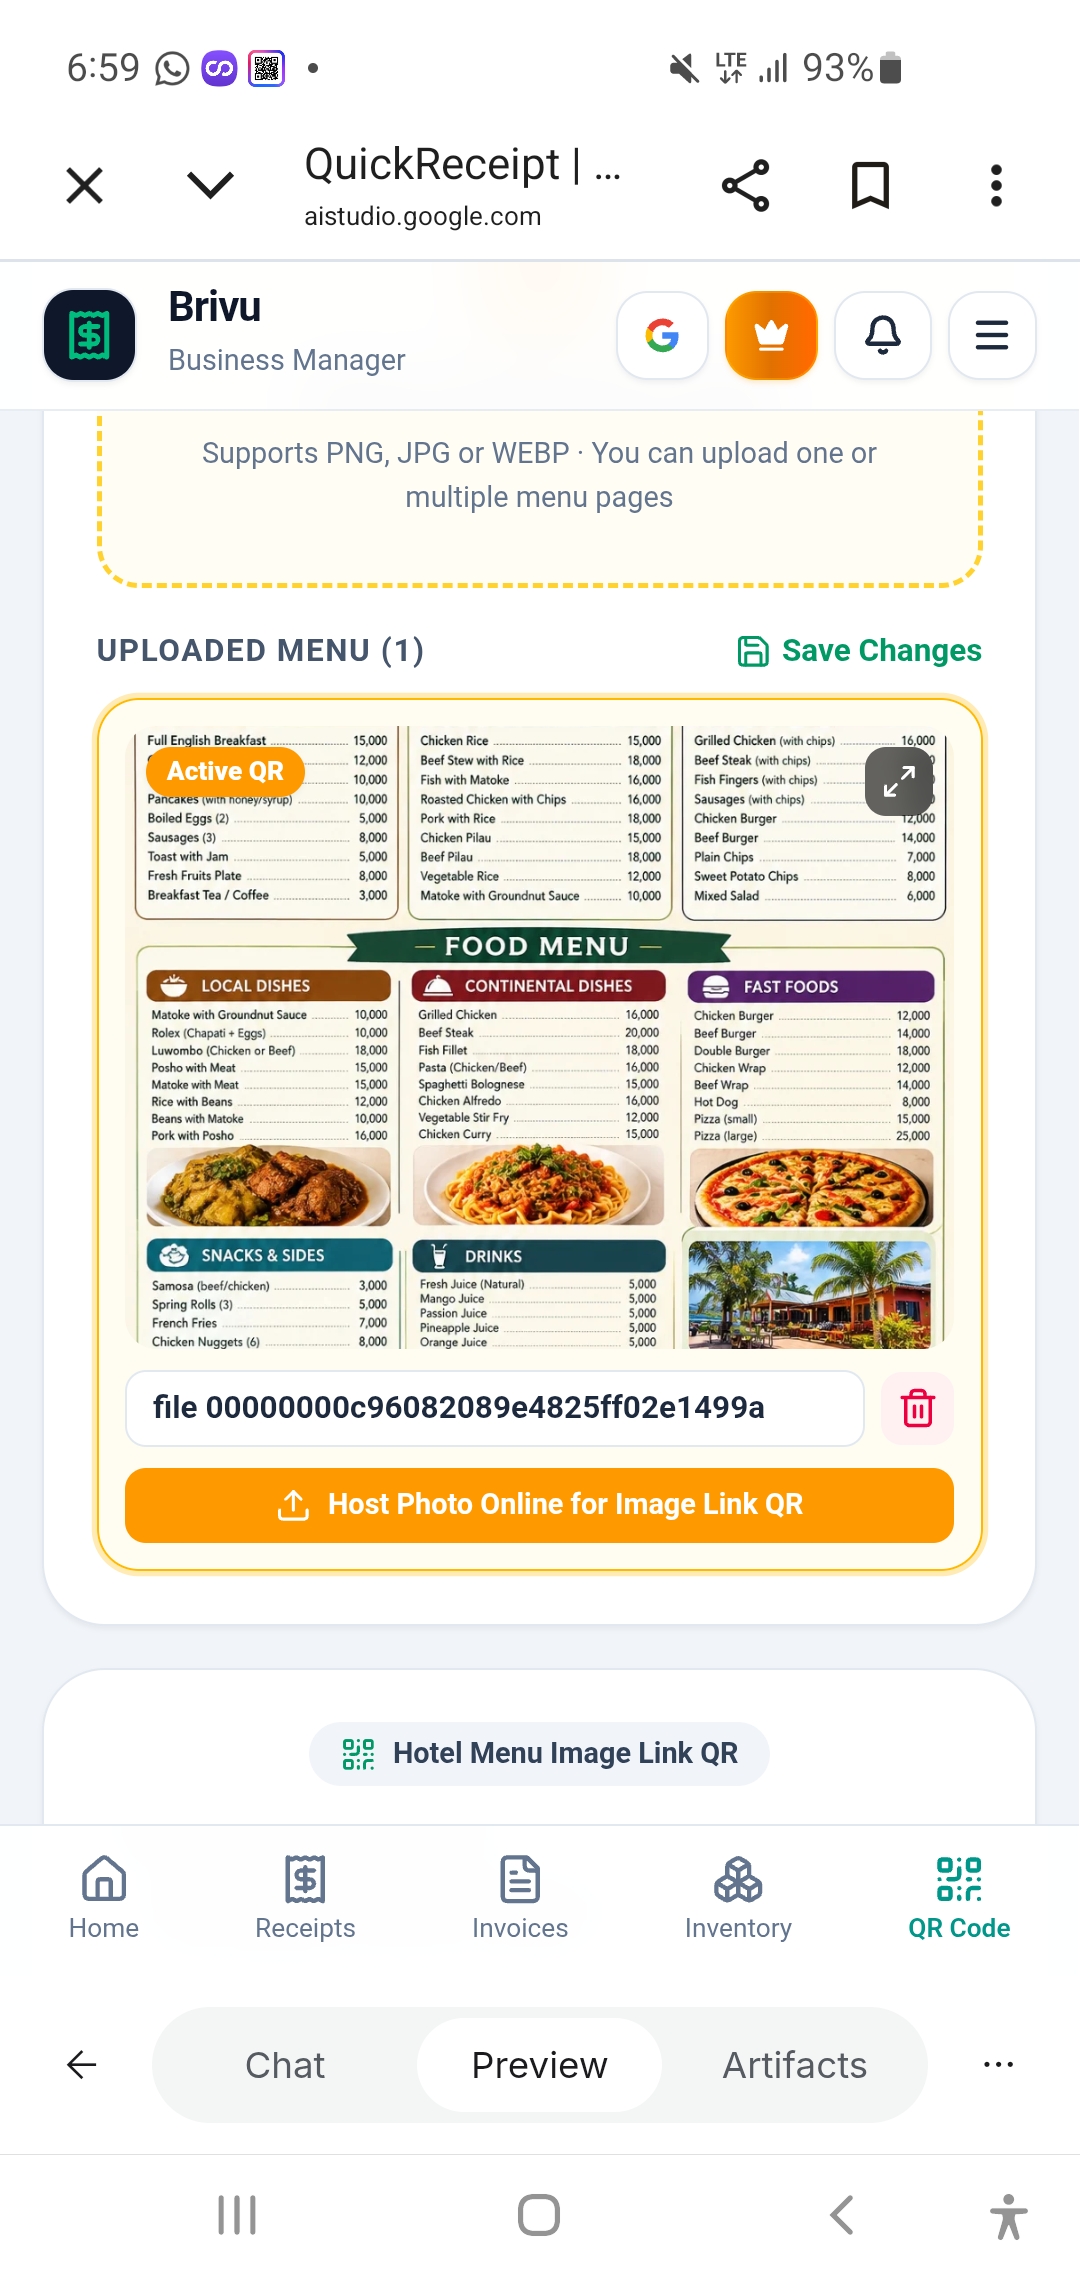 6:59
LTE
93%
QuickReceipt | ...
aistudio.google.com
Brivu
Business Manager
Supports PNG, JPG or WEBP · You can upload one or
multiple menu pages
UPLOADED MENU (1)
Save Changes
Active QR
Full English Breakfast 15,000
12,000
10,000
Pancakes (with honey/syrup) 10,000
Boiled Eggs (2) 5,000
Sausages (3) 8,000
Toast with Jam 5,000
Fresh Fruits Plate 8,000
Breakfast Tea / Coffee 3,000
Chicken Rice 15,000
Beef Stew with Rice 18,000
Fish with Matoke 16,000
Roasted Chicken with Chips 16,000
Pork with Rice 18,000
Chicken Pilau 15,000
Beef Pilau 18,000
Vegetable Rice 12,000
Matoke with Groundnut Sauce 10,000
Grilled Chicken (with chips) 16,000
Beef Steak (with chips)
Fish Fingers (with chips)
Sausages (with chips)
Chicken Burger 12,000
Beef Burger 14,000
Plain Chips 7,000
Sweet Potato Chips 8,000
Mixed Salad 6,000
FOOD MENU
LOCAL DISHES
Matoke with Groundnut Sauce 10,000
Rolex (Chapati + Eggs) 10,000
Luwombo (Chicken or Beef) 18,000
Posho with Meat 15,000
Matoke with Meat 15,000
Rice with Beans 12,000
Beans with Matoke 10,000
Pork with Posho 16,000
CONTINENTAL DISHES
Grilled Chicken 16,000
Beef Steak 20,000
Fish Fillet 18,000
Pasta (Chicken/Beef) 16,000
Spaghetti Bolognese 15,000
Chicken Alfredo 16,000
Vegetable Stir Fry 12,000
Chicken Curry 15,000
FAST FOODS
Chicken Burger 12,000
Beef Burger 14,000
Double Burger 18,000
Chicken Wrap 12,000
Beef Wrap 14,000
Hot Dog 8,000
Pizza (small) 15,000
Pizza (large) 25,000
SNACKS & SIDES
Samosa (beef/chicken) 3,000
Spring Rolls (3) 5,000
French Fries 7,000
Chicken Nuggets (6) 8,000
DRINKS
Fresh Juice (Natural) 5,000
Mango Juice 5,000
Passion Juice 5,000
Pineapple Juice 5,000
Orange Juice 5,000
file 00000000c96082089e4825ff02e1499a
Host Photo Online for Image Link QR
Hotel Menu Image Link QR
Home
Receipts
Invoices
Inventory
QR Code
Chat
Preview
Artifacts